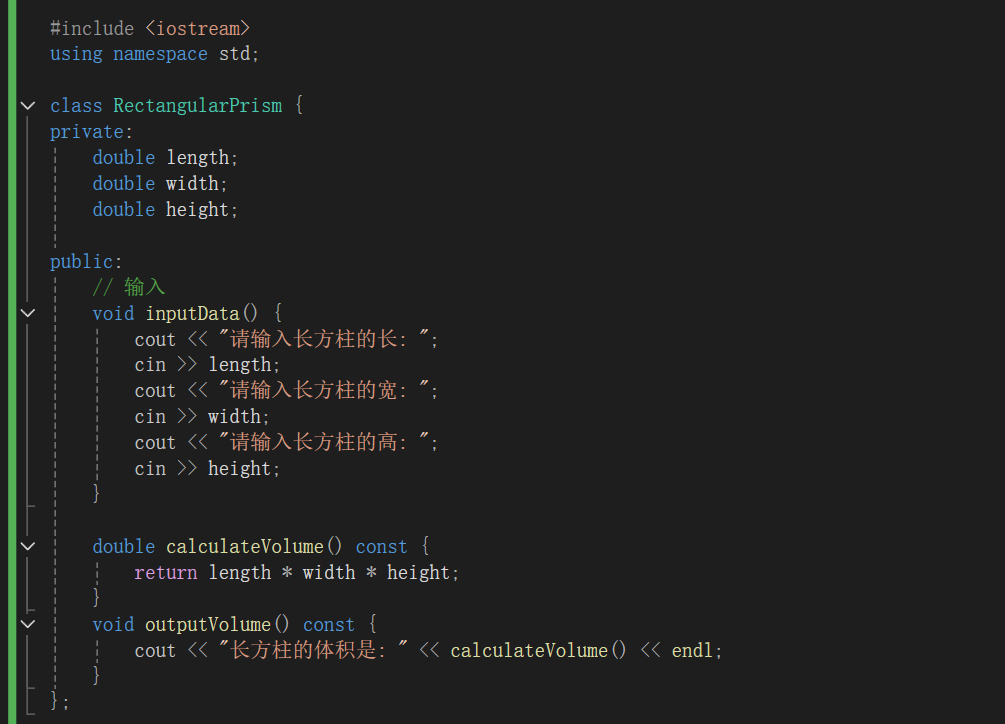 #include <iostream>
using namespace std;
class RectangularPrism {
private:
double length;
double width;
double height;
public:
// 输入
void inputData() {
cout << "请输入长方柱的长: ";
cin >> length;
cout << "请输入长方柱的宽: ";
cin >> width;
cout << "请输入长方柱的高: ";
cin >> height;
}
double calculateVolume() const {
return length * width * height;
}
void outputVolume() const {
cout << "长方柱的体积是: " << calculateVolume() << endl;
}
};